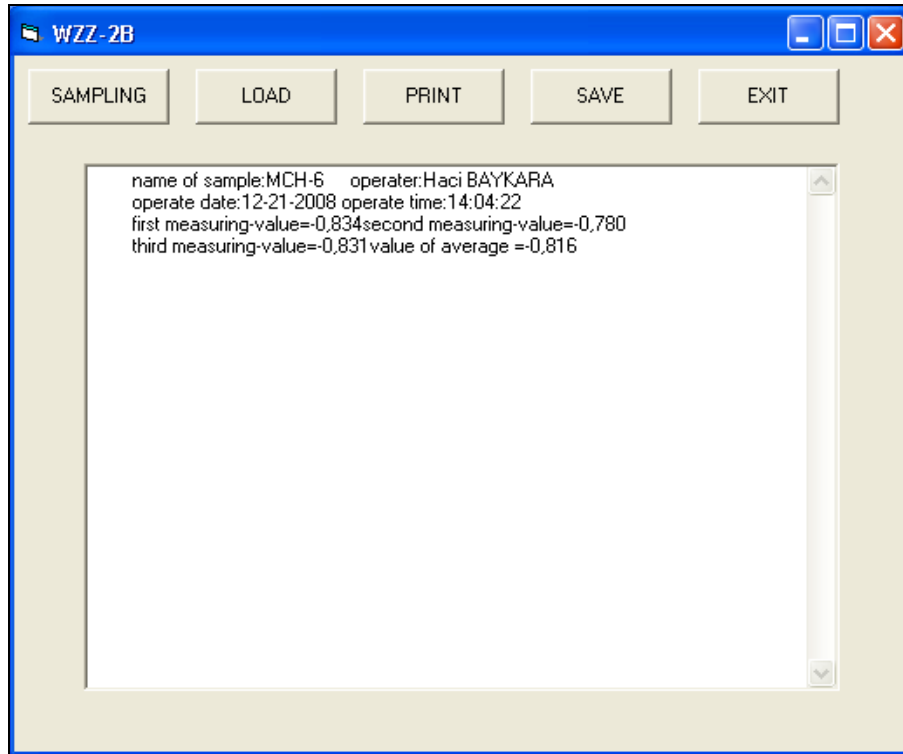 WZZ-2B
SAMPLING LOAD PRINT SAVE EXIT
name of sample:MCH-6 operater:Haci BAYKARA
operate date:12-21-2008 operate time:14:04:22
first measuring-value=-0,834second measuring-value=-0,780
third measuring-value=-0,831value of average =-0,816